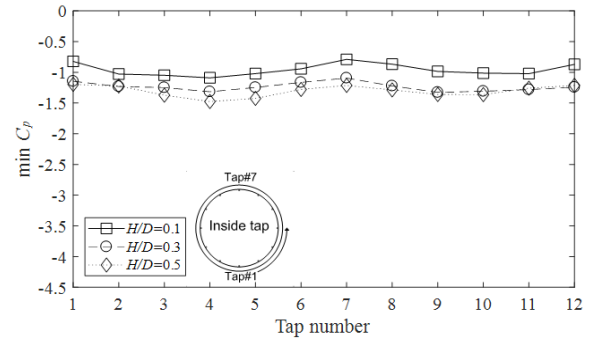 0
-0.5
-1
-1.5
-2
-2.5
-3
-3.5
-4
-4.5
min Cp
Tap#7
Inside tap
Tap#1
H/D=0.1
H/D=0.3
H/D=0.5
1 2 3 4 5 6 7 8 9 10 11 12
Tap number